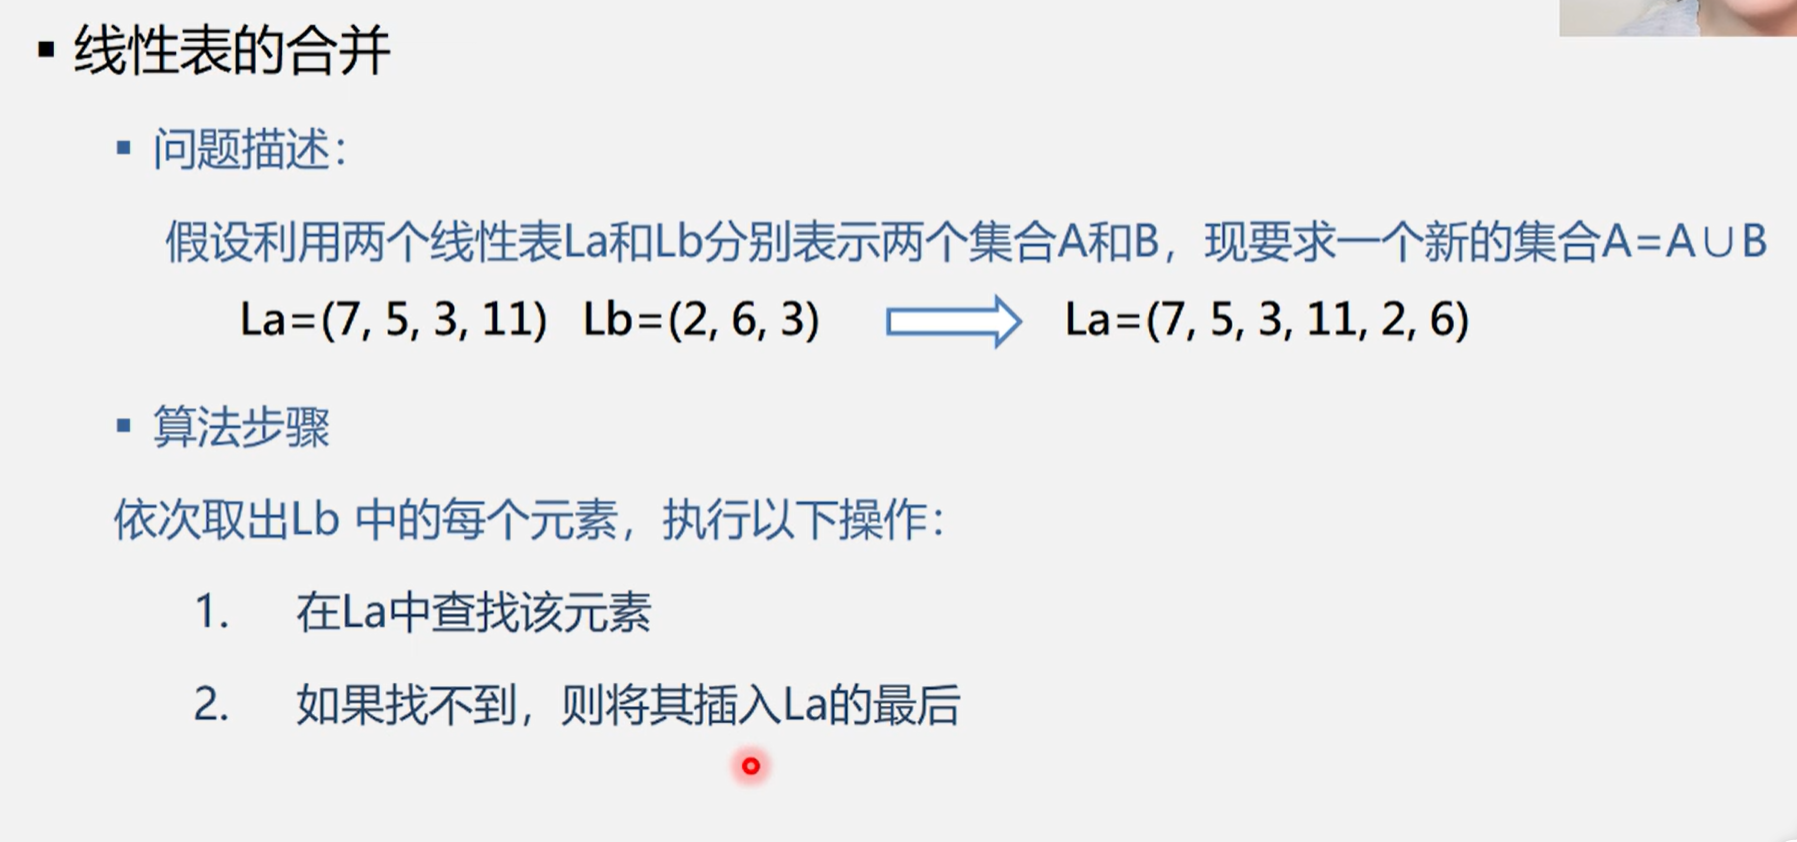 ▪ 线性表的合并
▪ 问题描述：
假设利用两个线性表La和Lb分别表示两个集合A和B，现要求一个新的集合A=A∪B
La=(7, 5, 3, 11) Lb=(2, 6, 3) La=(7, 5, 3, 11, 2, 6)
▪ 算法步骤
依次取出Lb 中的每个元素，执行以下操作：
1. 在La中查找该元素
2. 如果找不到，则将其插入La的最后